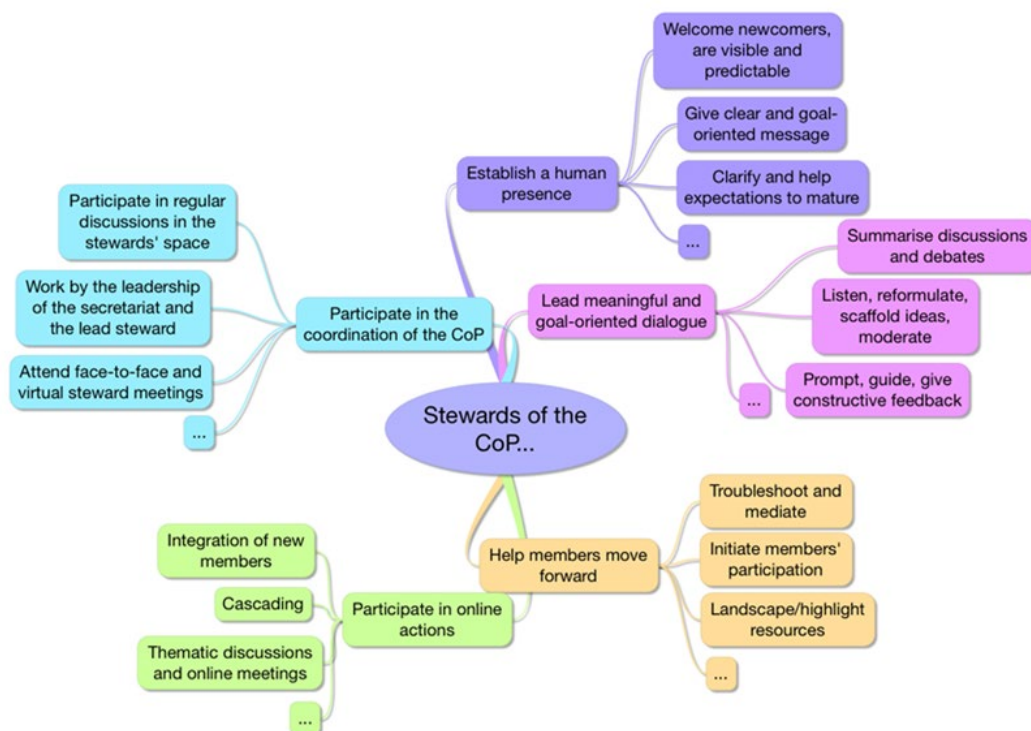 Stewards of the
CoP...
Establish a human
presence
Welcome newcomers,
are visible and
predictable
Give clear and goal-
oriented message
Clarify and help
expectations to mature
...
Lead meaningful and
goal-oriented dialogue
Summarise discussions
and debates
Listen, reformulate,
scaffold ideas,
moderate
Prompt, guide, give
constructive feedback
...
Help members move
forward
Troubleshoot and
mediate
Initiate members'
participation
Landscape/highlight
resources
...
Participate in online
actions
Integration of new
members
Cascading
Thematic discussions
and online meetings
...
Participate in the
coordination of the CoP
Participate in regular
discussions in the
stewards' space
Work by the leadership
of the secretariat and
the lead steward
Attend face-to-face and
virtual steward meetings
...